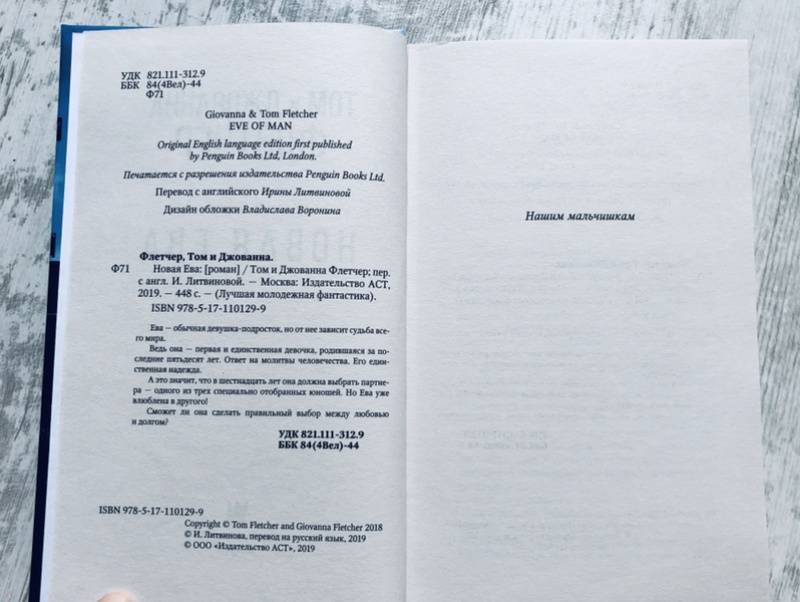 УДК 821.111-312.9
ББК 84(4Вел)-44
Ф71
Giovanna & Tom Fletcher
EVE OF MAN
Original English language edition first published
by Penguin Books Ltd, London.
Печатается с разрешения издательства Penguin Books Ltd.
Перевод с английского Ирины Литвиновой
Дизайн обложки Владислава Воронина
Флетчер, Том и Джованна.
Ф71 Новая Ева: [роман] / Том и Джованна Флетчер; пер.
с англ. И. Литвиновой. — Москва: Издательство АСТ,
2019. — 448 с. — (Лучшая молодежная фантастика).
ISBN 978-5-17-110129-9
Ева – обычная девушка-подросток, но от нее зависит судьба все-
го мира.
Ведь она — первая и единственная девочка, родившаяся за по-
следние пятьдесят лет. Ответ на молитвы человечества. Его един-
ственная надежда.
А это значит, что в шестнадцать лет она должна выбрать партне-
ра — одного из трех специально отобранных юношей. Но Ева уже
влюблена в другого!
Сможет ли она сделать правильный выбор между любовью
и долгом?
УДК 821.111-312.9
ББК 84(4Вел)-44
ISBN 978-5-17-110129-9
Copyright © Tom Fletcher and Giovanna Fletcher 2018
© И. Литвинова, перевод на русский язык, 2019
© ООО «Издательство АСТ», 2019
Нашим мальчишкам